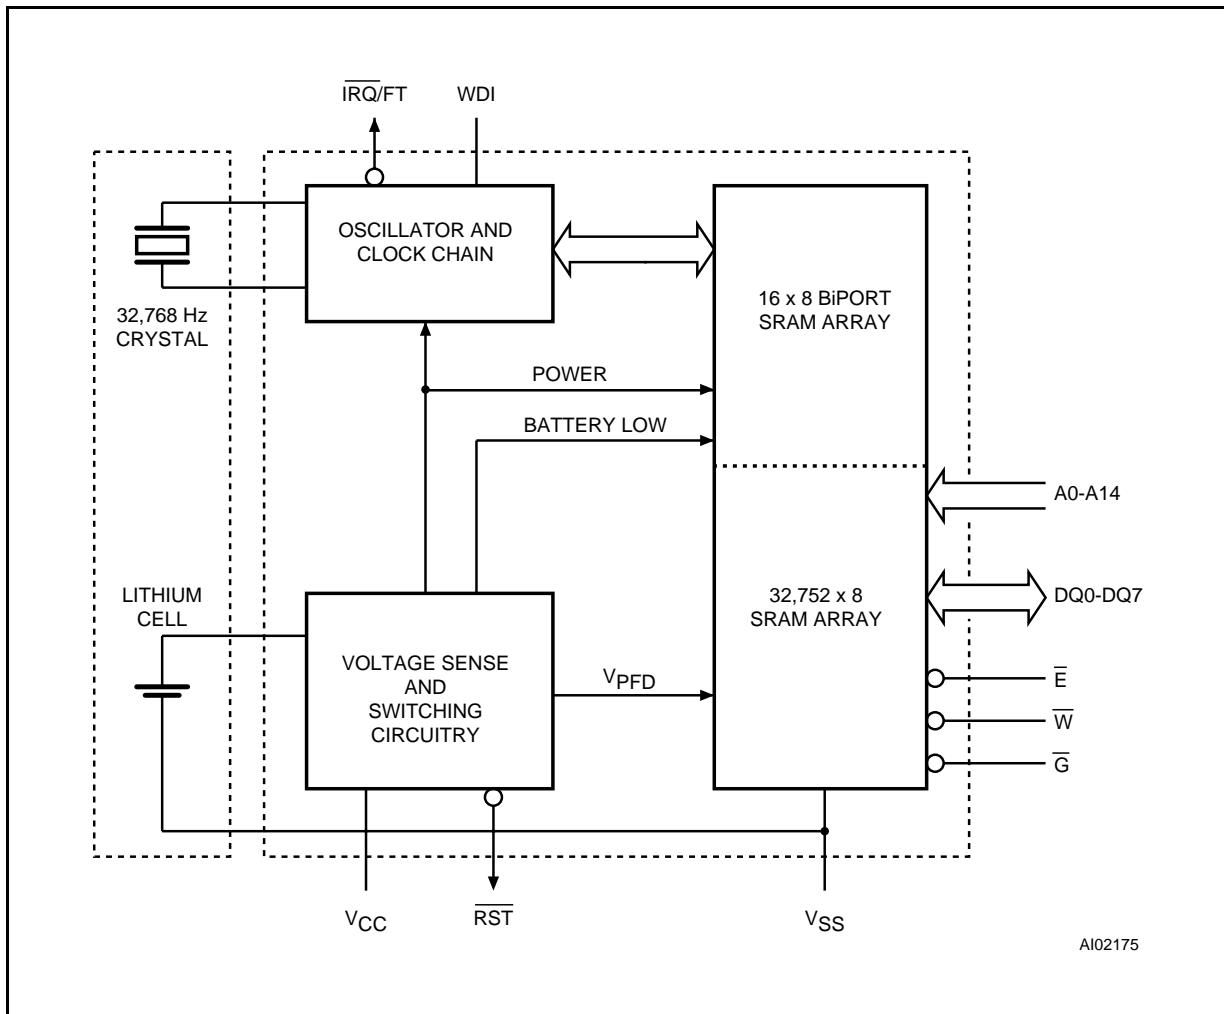 I̅R̅Q̅/FT
WDI
OSCILLATOR AND
CLOCK CHAIN
32,768 Hz
CRYSTAL
16 x 8 BiPORT
SRAM ARRAY
POWER
BATTERY LOW
A0-A14
LITHIUM
CELL
32,752 x 8
SRAM ARRAY
DQ0-DQ7
VOLTAGE SENSE
AND
SWITCHING
CIRCUITRY
VPFD
E̅
W̅
G̅
VCC
R̅S̅T̅
VSS
AI02175